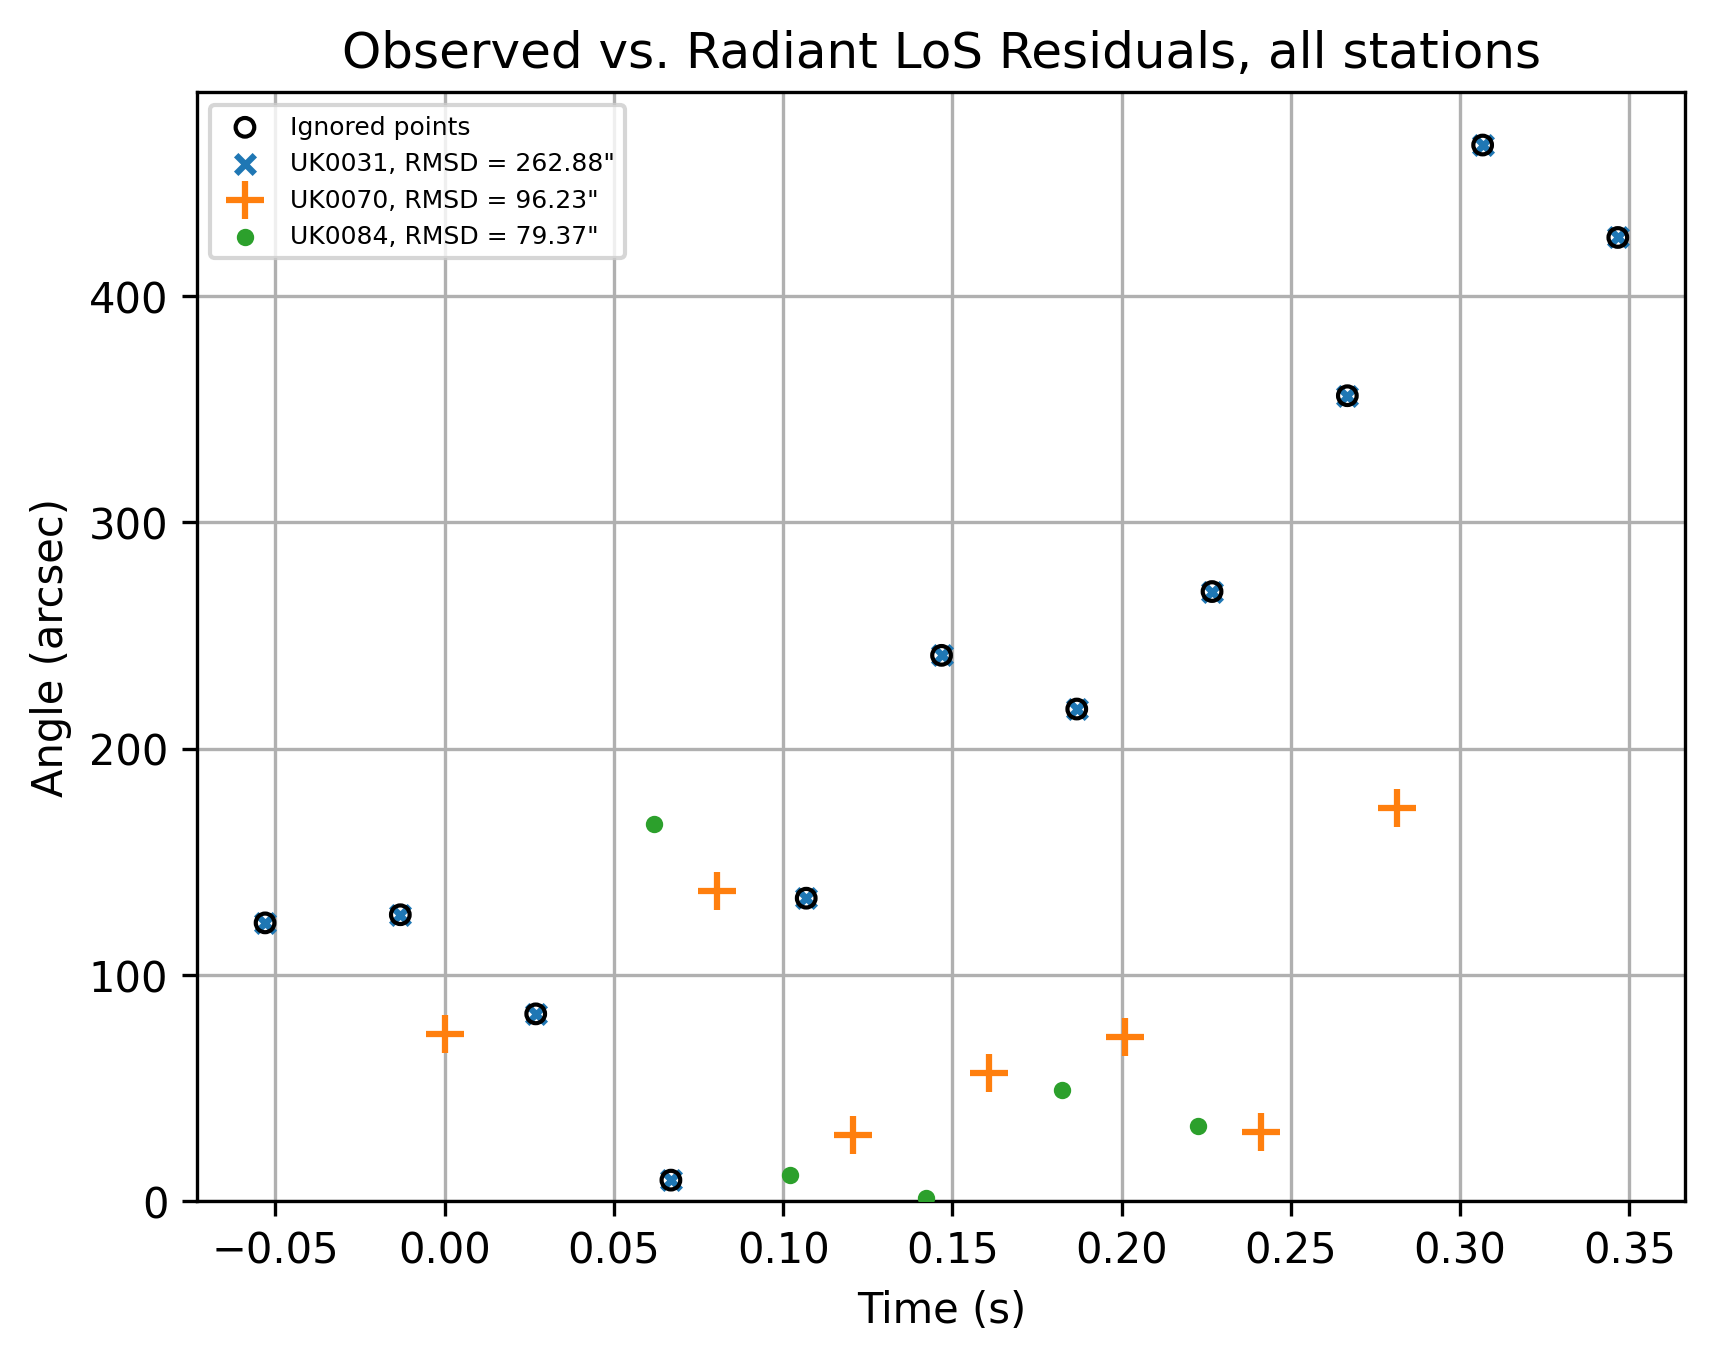 Observed vs. Radiant LoS Residuals, all stations
Ignored points
UK0031, RMSD = 262.88"
UK0070, RMSD = 96.23"
UK0084, RMSD = 79.37"
400
300
200
100
0
Angle (arcsec)
−0.05 0.00 0.05 0.10 0.15 0.20 0.25 0.30 0.35
Time (s)